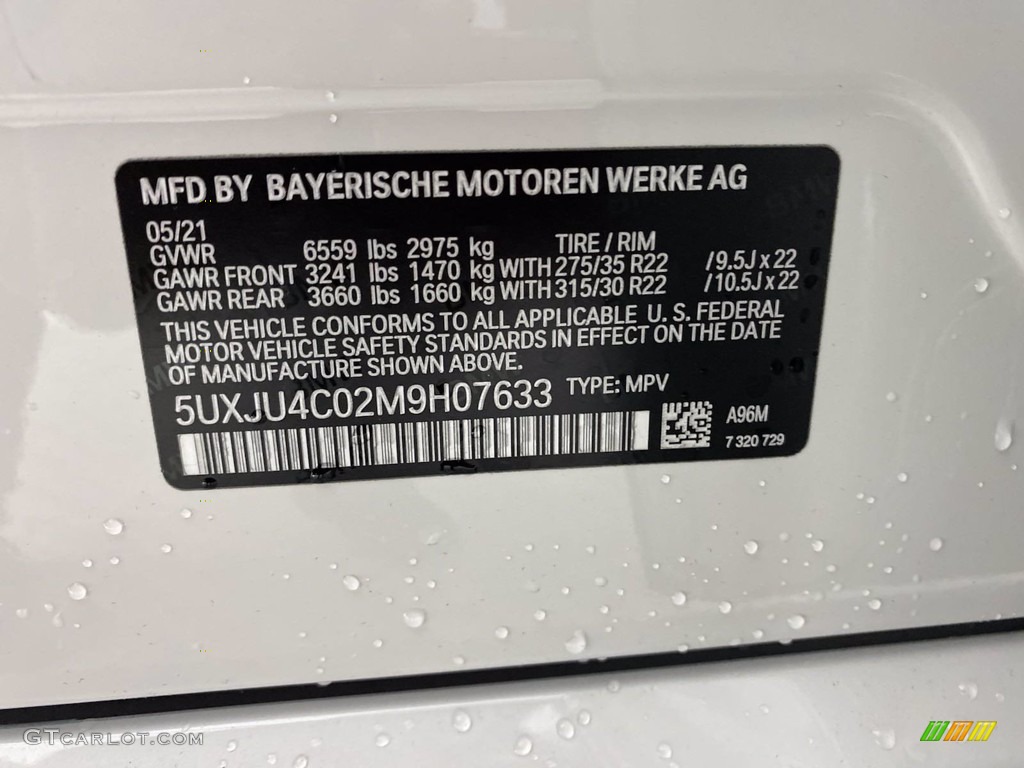 MFD BY BAYERISCHE MOTOREN WERKE AG
05/21
GVWR 6559 lbs 2975 kg TIRE / RIM
GAWR FRONT 3241 lbs 1470 kg WITH 275/35 R22 /9.5J x 22
GAWR REAR 3660 lbs 1660 kg WITH 315/30 R22 /10.5J x 22
THIS VEHICLE CONFORMS TO ALL APPLICABLE U. S. FEDERAL
MOTOR VEHICLE SAFETY STANDARDS IN EFFECT ON THE DATE
OF MANUFACTURE SHOWN ABOVE.
5UXJU4C02M9H07633 TYPE: MPV
A96M
7 320 729
GTCARLOT.COM